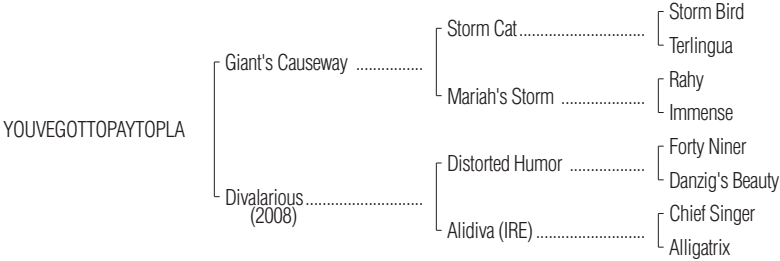 Storm Bird
Storm Cat..............................
Terlingua
Giant's Causeway ................
Rahy
Mariah's Storm ....................
Immense
YOUVEGOTTOPAYTOPLA
Forty Niner
Distorted Humor ..................
Danzig's Beauty
Divalarious............................
(2008)
Chief Singer
Alidiva (IRE)..........................
Alligatrix